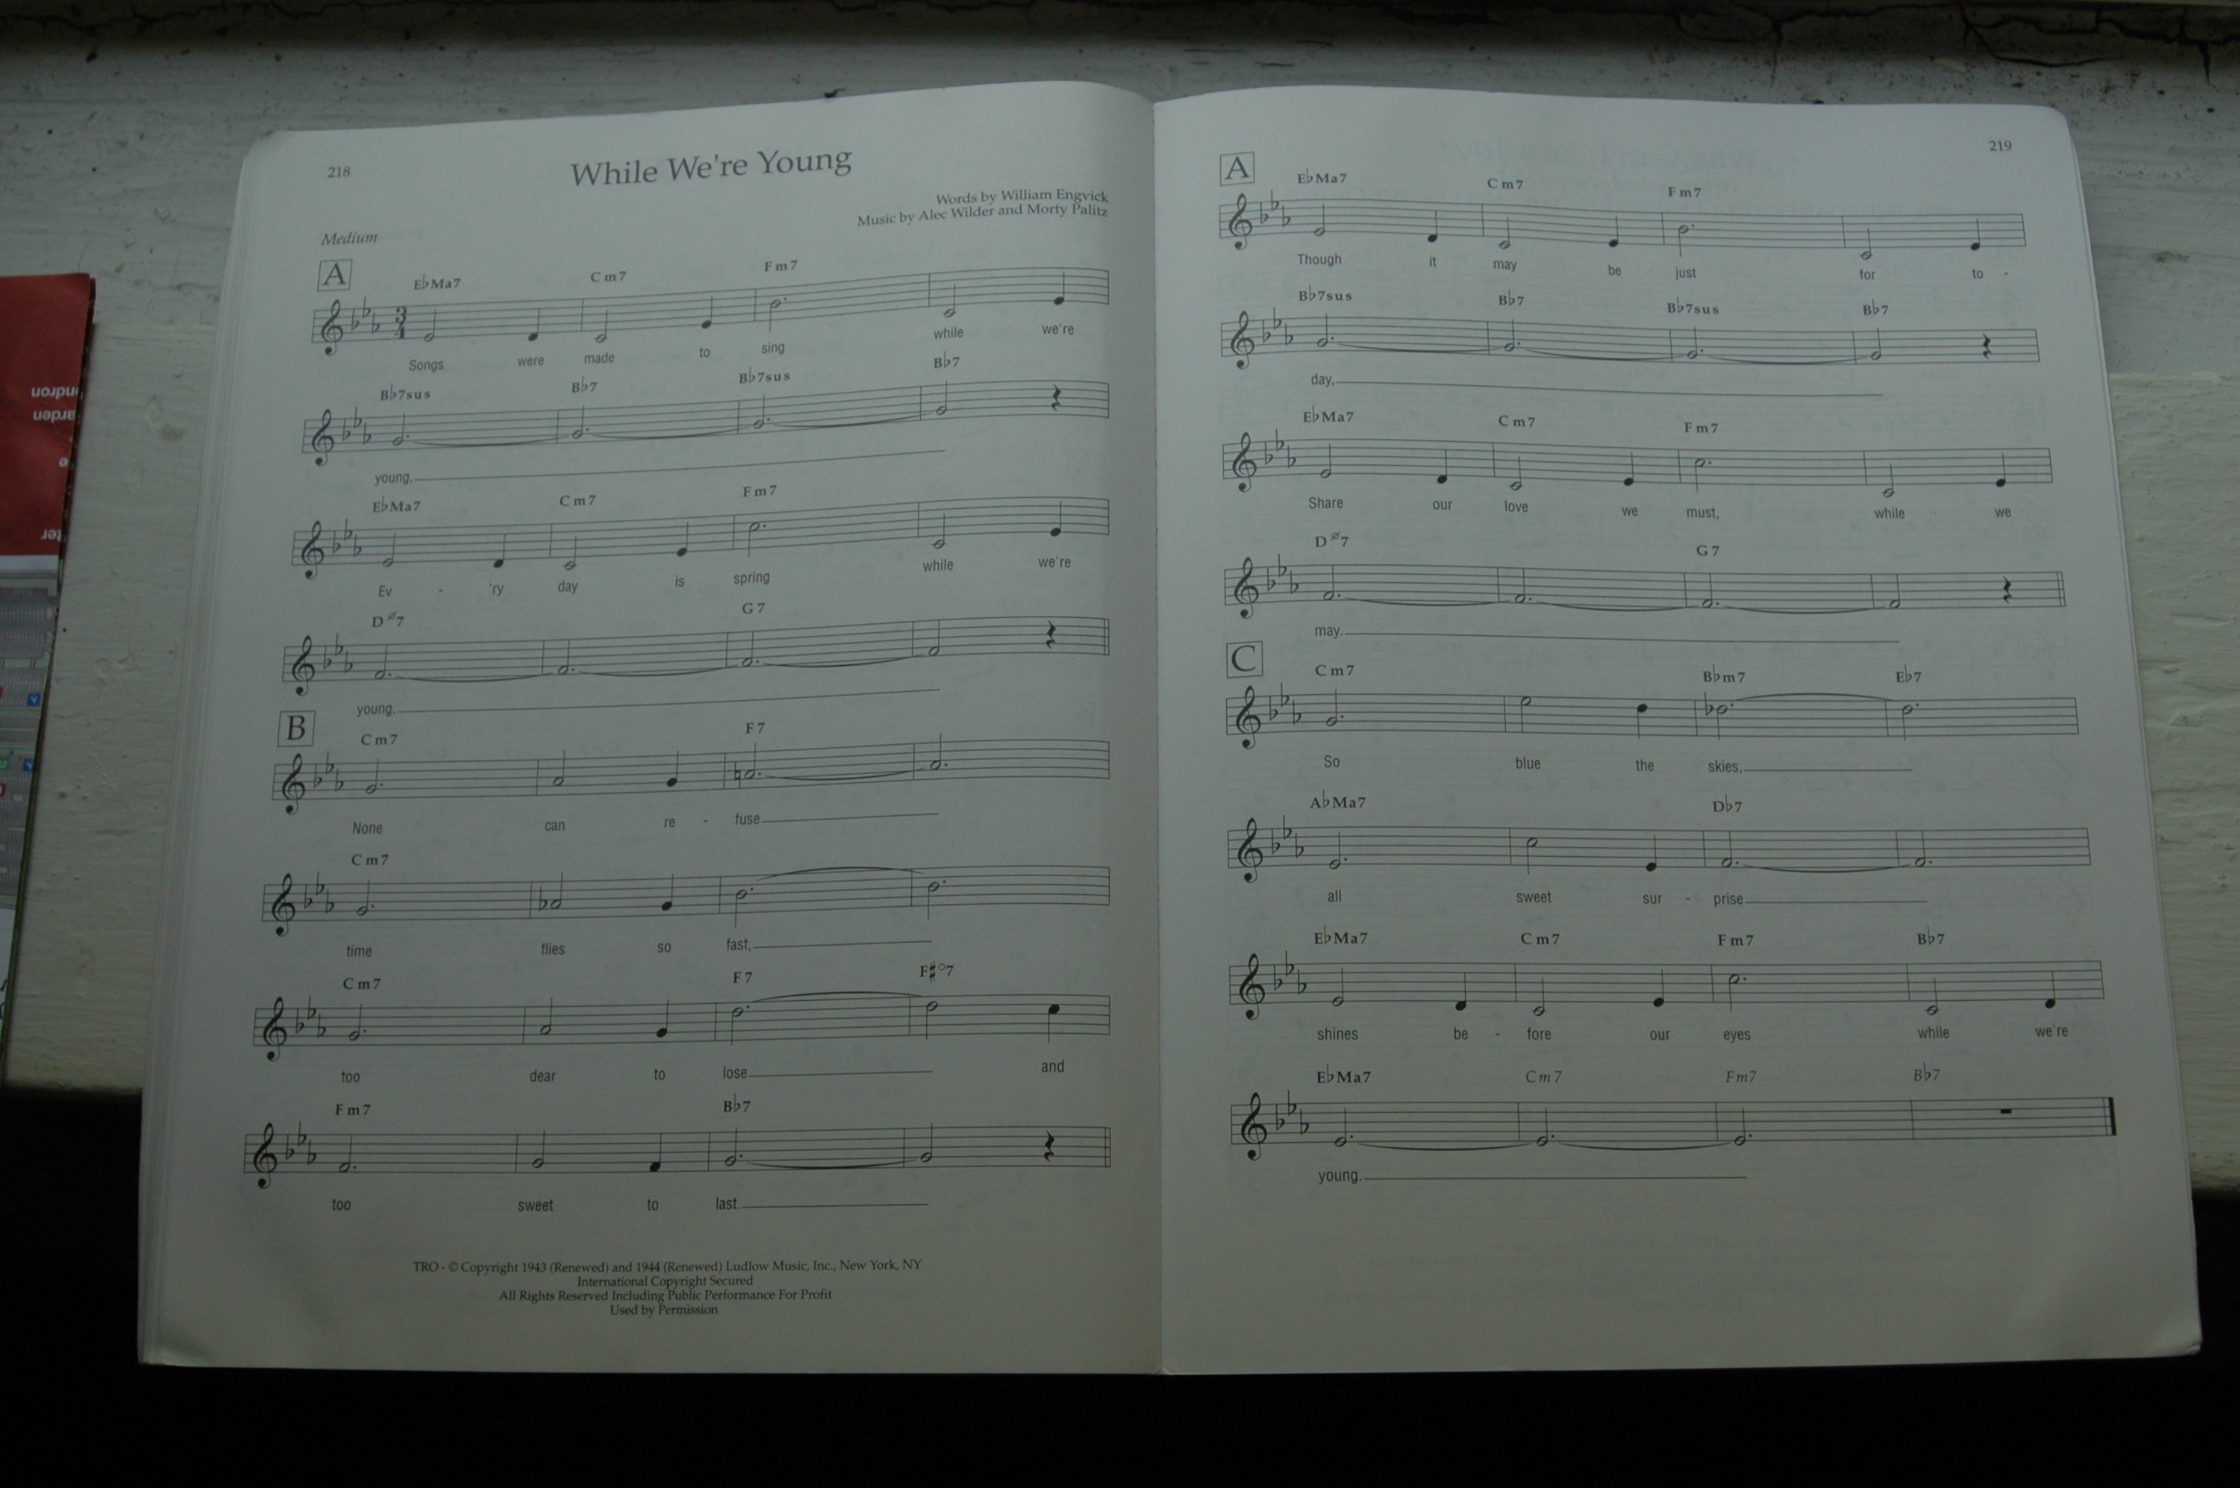 218
While We're Young
Words by William Engvick
Music by Alec Wilder and Morty Palitz
Medium
A
E♭Ma7 Cm7 Fm7
Songs were made to sing while we're
B♭7sus B♭7 B♭7sus B♭7
young,
E♭Ma7 Cm7 Fm7
Ev - 'ry day is spring while we're
Dø7 G7
young.
B
Cm7 F7
None can re - fuse
Cm7
time flies so fast,
Cm7 F7 F♯°7
too dear to lose and
Fm7 B♭7
too sweet to last.
TRO - © Copyright 1943 (Renewed) and 1944 (Renewed) Ludlow Music, Inc., New York, NY
International Copyright Secured
All Rights Reserved Including Public Performance For Profit
Used by Permission
219
A
E♭Ma7 Cm7 Fm7
Though it may be just for to -
B♭7sus B♭7 B♭7sus B♭7
day,
E♭Ma7 Cm7 Fm7
Share our love we must, while we
Dø7 G7
may.
C
Cm7 B♭m7 E♭7
So blue the skies,
A♭Ma7 D♭7
all sweet sur - prise
E♭Ma7 Cm7 Fm7 B♭7
shines be - fore our eyes while we're
E♭Ma7 Cm7 Fm7 B♭7
young.